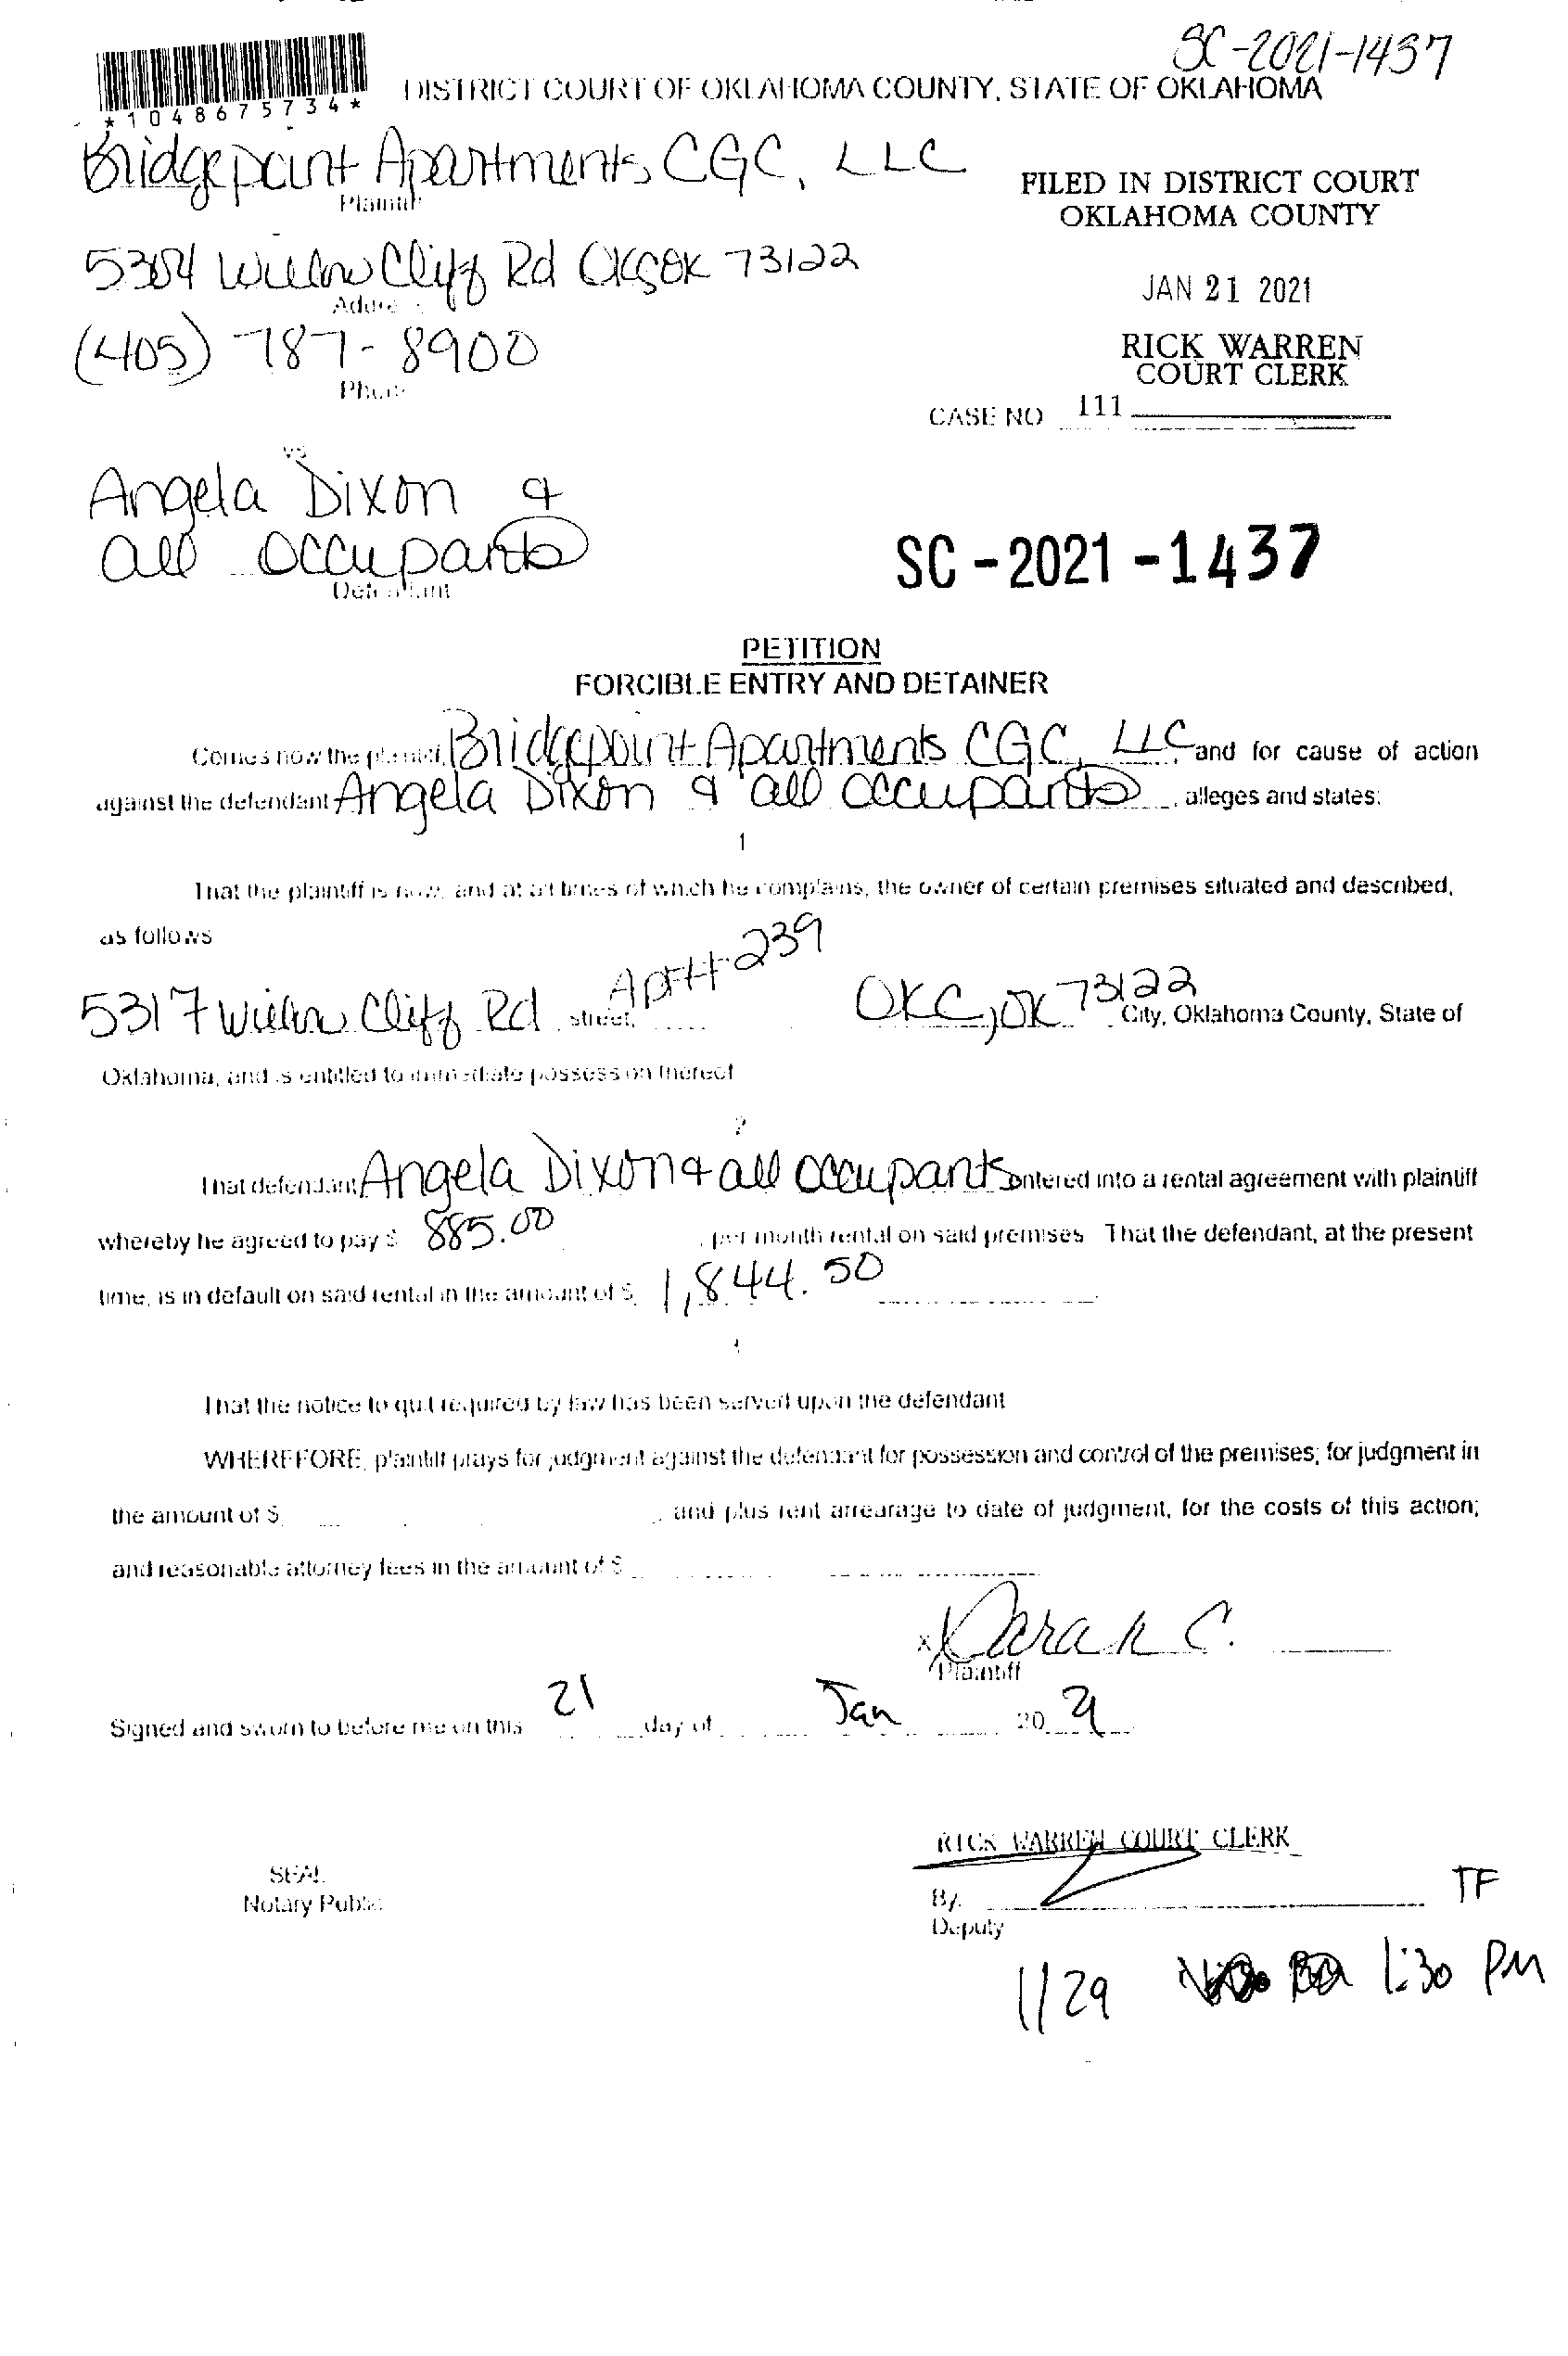 SC-2021-1437
*1048675734*
DISTRICT COURT OF OKLAHOMA COUNTY, STATE OF OKLAHOMA
Bridgepoint Apartments CGC, LLC
Plaintiff
FILED IN DISTRICT COURT
OKLAHOMA COUNTY
5304 Willow Cliff Rd OKC OK 73122
Address
JAN 21 2021
(405) 787-8900
Phone
RICK WARREN
COURT CLERK
CASE NO 111
vs
Angela Dixon &
all occupants
Defendant
SC-2021-1437
PETITION
FORCIBLE ENTRY AND DETAINER
Comes now the plaintiff, Bridgepoint Apartments CGC, LLC, and for cause of action
against the defendant Angela Dixon & all occupants, alleges and states:
1
That the plaintiff is now, and at all times of which he complains, the owner of certain premises situated and described,
as follows
5317 Willow Cliff Rd street, Apt# 239 OKC, OK 73122 City, Oklahoma County, State of
Oklahoma, and is entitled to immediate possession thereof
2
That defendant Angela Dixon & all occupants entered into a rental agreement with plaintiff
whereby he agreed to pay $ 885.00 , per month rental on said premises That the defendant, at the present
time, is in default on said rental in the amount of $ 1,844.50
That the notice to quit required by law has been served upon the defendant
WHEREFORE, plaintiff prays for judgment against the defendant for possession and control of the premises; for judgment in
the amount of $ , and plus rent arrearage to date of judgment, for the costs of this action;
and reasonable attorney fees in the amount of $
x Sarah C.
Plaintiff
Signed and sworn to before me on this 21 day of Jan 20 21
RICK WARREN COURT CLERK
SEAL
Notary Public
By. TF
Deputy
1/29 1:30 PM